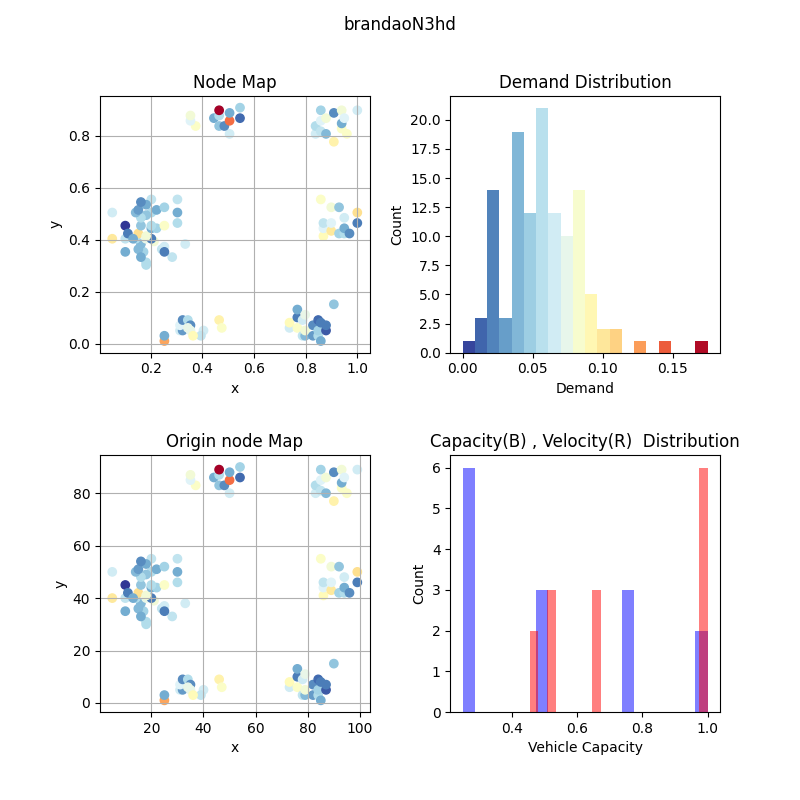 brandaoN3hd
Node Map
0.8
0.6
0.4
0.2
0.0
y
0.2 0.4 0.6 0.8 1.0
x
Demand Distribution
20.0
17.5
15.0
12.5
10.0
7.5
5.0
2.5
0.0
Count
0.00 0.05 0.10 0.15
Demand
Origin node Map
80
60
40
20
0
y
20 40 60 80 100
x
Capacity(B) , Velocity(R)  Distribution
6
5
4
3
2
1
0
Count
0.4 0.6 0.8 1.0
Vehicle Capacity